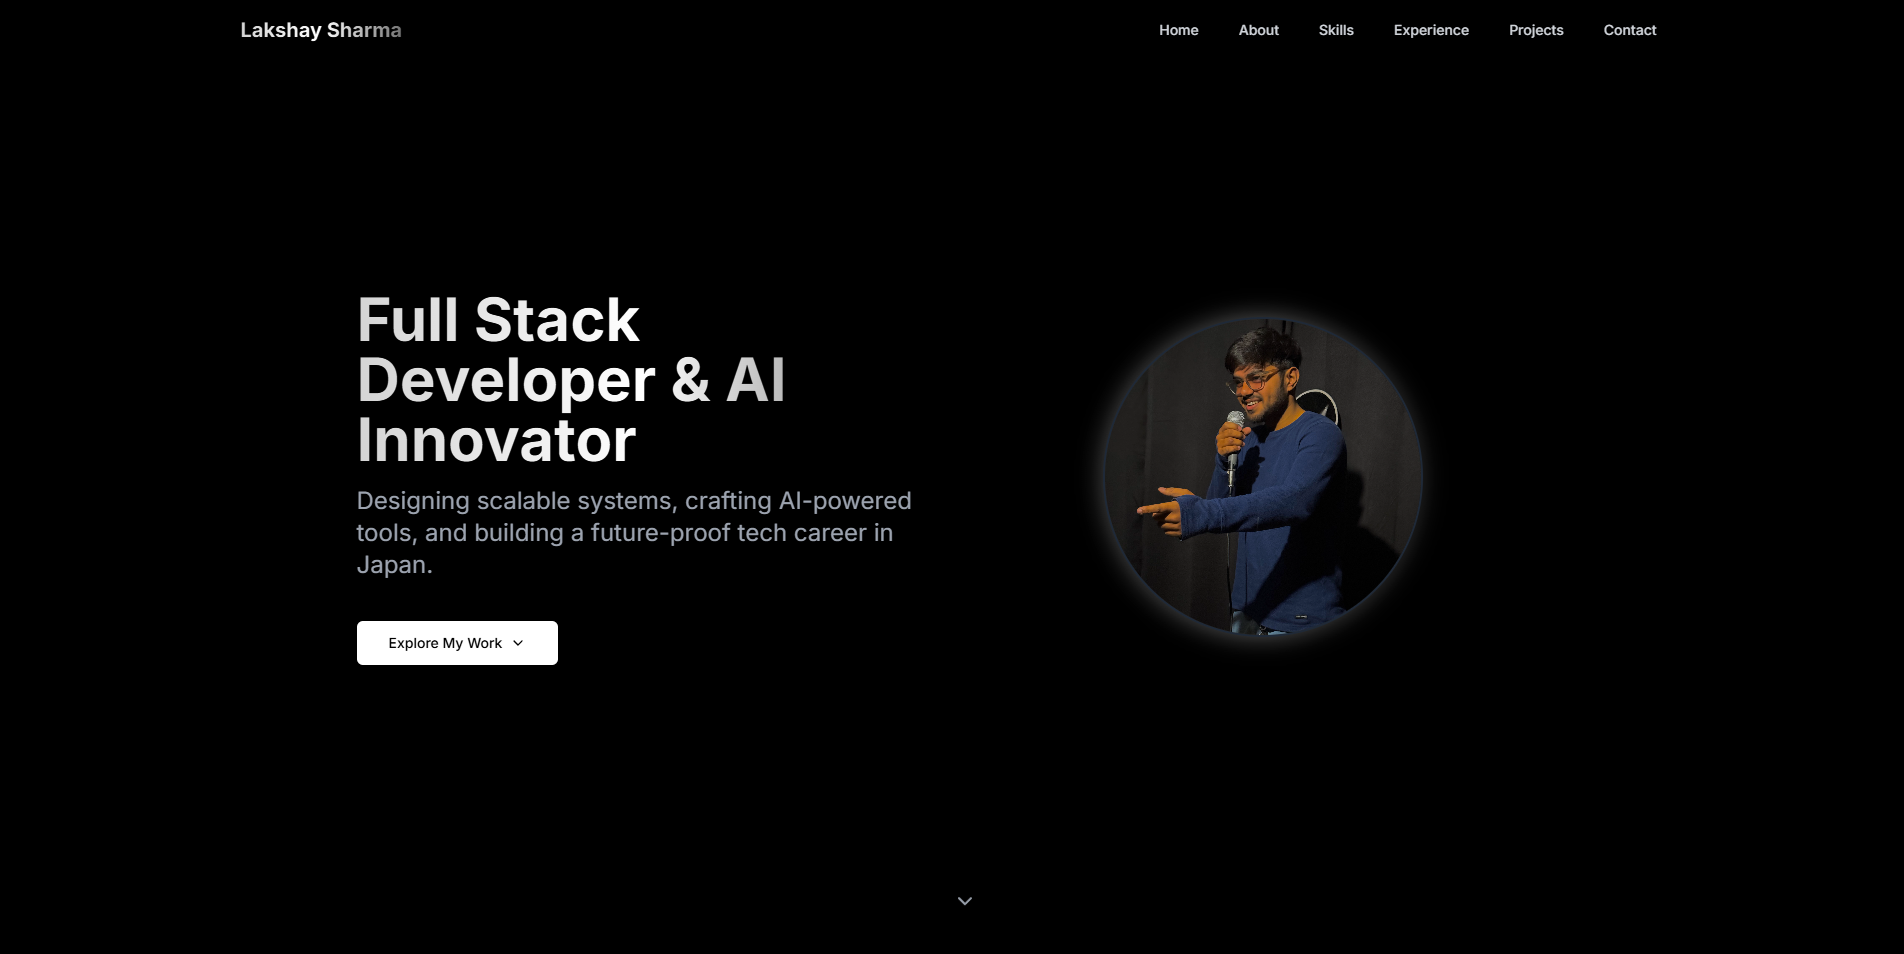 Lakshay Sharma
Home
About
Skills
Experience
Projects
Contact
Full Stack
Developer & AI
Innovator
Designing scalable systems, crafting AI-powered
tools, and building a future-proof tech career in
Japan.
Explore My Work